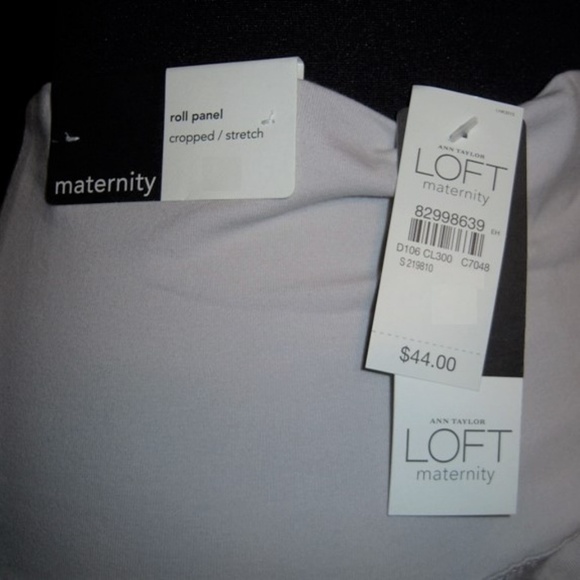 roll panel
cropped / stretch
maternity
ANN TAYLOR
LOFT
maternity
82998639
D106 CL300 C7048
S 219810
$44.00
ANN TAYLOR
LOFT
maternity